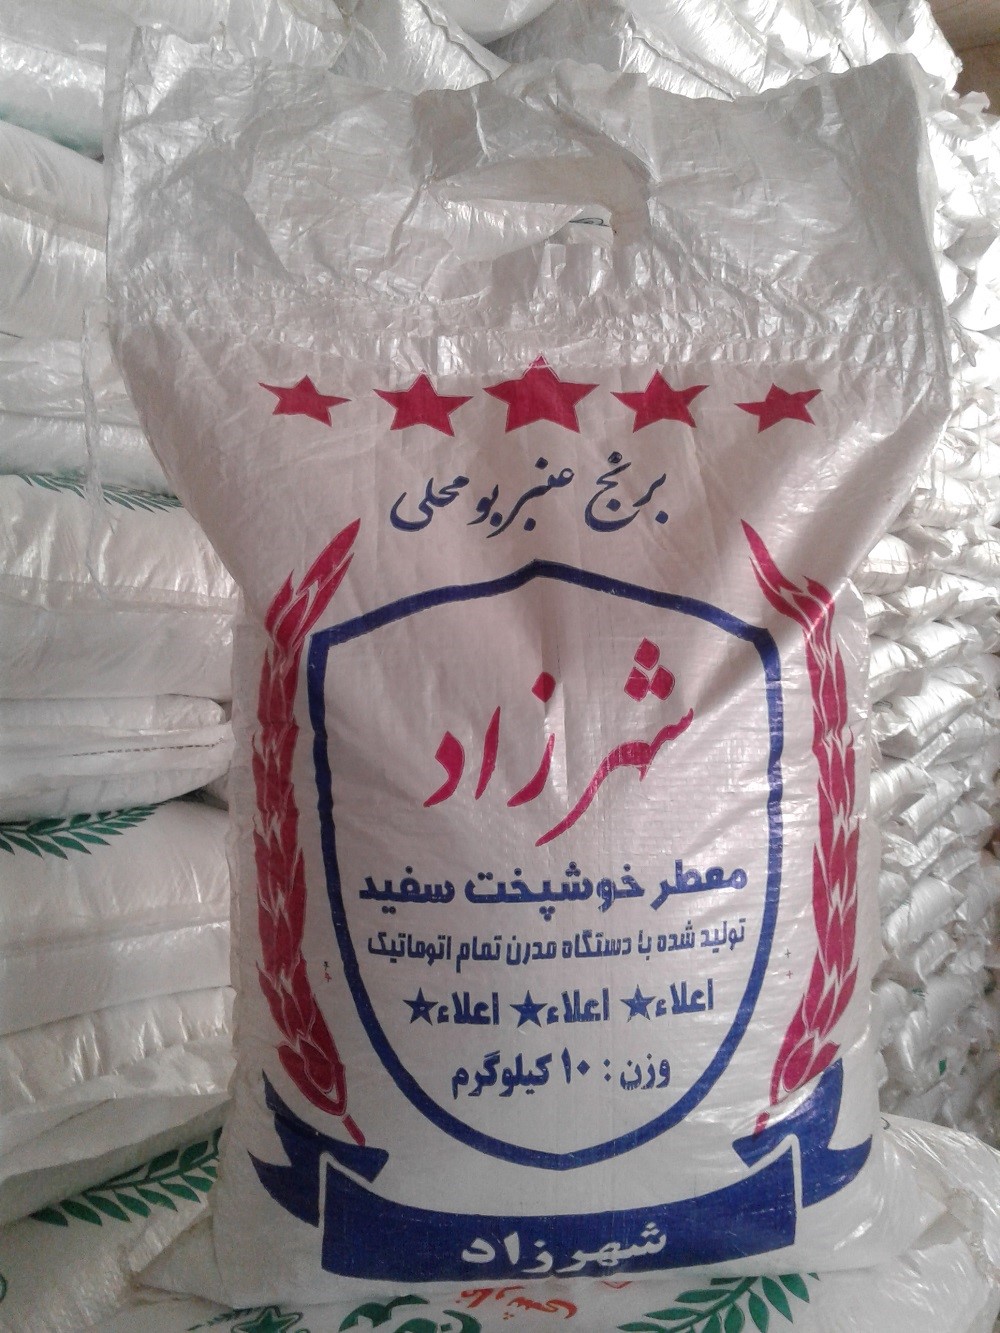 برنج عنبربو محلی
شهرزاد
معطر خوشپخت سفید
تولید شده با دستگاه مدرن تمام اتوماتیک
اعلاء★ اعلاء★ اعلاء★
وزن : ۱۰ کیلوگرم
شهرزاد